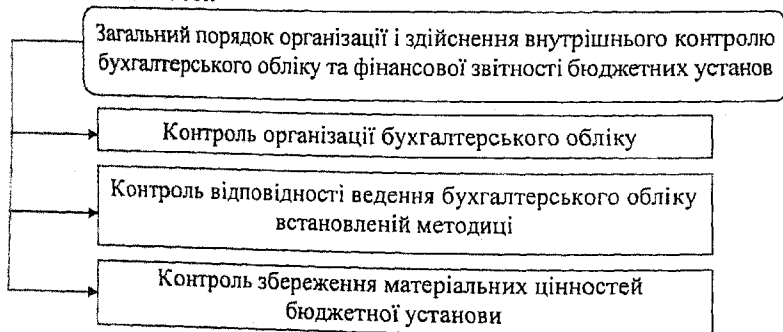 Загальний порядок організації і здійснення внутрішнього контролю
бухгалтерського обліку та фінансової звітності бюджетних установ
Контроль організації бухгалтерського обліку
Контроль відповідності ведення бухгалтерського обліку
встановленій методиці
Контроль збереження матеріальних цінностей
бюджетної установи